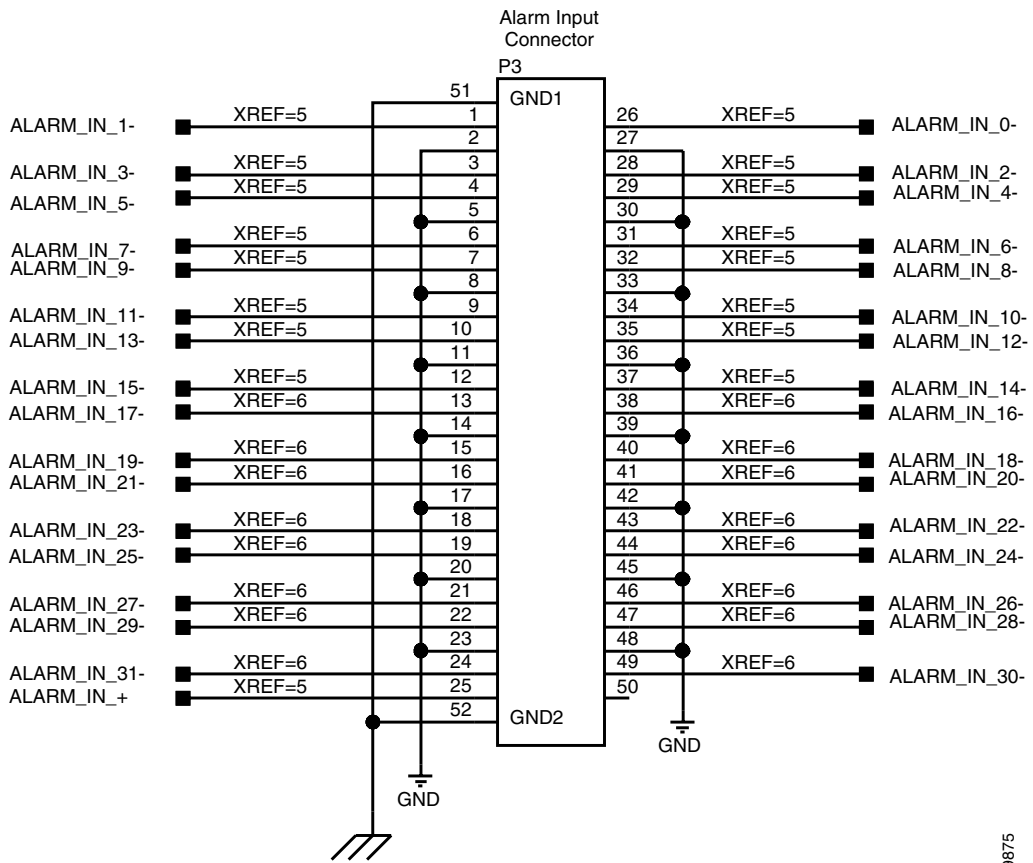 Alarm Input
Connector
P3
51 GND1
ALARM_IN_1- XREF=5 1 26 XREF=5 ALARM_IN_0-
2 27
ALARM_IN_3- XREF=5 3 28 XREF=5 ALARM_IN_2-
ALARM_IN_5- XREF=5 4 29 XREF=5 ALARM_IN_4-
5 30
ALARM_IN_7- XREF=5 6 31 XREF=5 ALARM_IN_6-
ALARM_IN_9- XREF=5 7 32 XREF=5 ALARM_IN_8-
8 33
ALARM_IN_11- XREF=5 9 34 XREF=5 ALARM_IN_10-
ALARM_IN_13- XREF=5 10 35 XREF=5 ALARM_IN_12-
11 36
ALARM_IN_15- XREF=5 12 37 XREF=5 ALARM_IN_14-
ALARM_IN_17- XREF=6 13 38 XREF=6 ALARM_IN_16-
14 39
ALARM_IN_19- XREF=6 15 40 XREF=6 ALARM_IN_18-
ALARM_IN_21- XREF=6 16 41 XREF=6 ALARM_IN_20-
17 42
ALARM_IN_23- XREF=6 18 43 XREF=6 ALARM_IN_22-
ALARM_IN_25- XREF=6 19 44 XREF=6 ALARM_IN_24-
20 45
ALARM_IN_27- XREF=6 21 46 XREF=6 ALARM_IN_26-
ALARM_IN_29- XREF=6 22 47 XREF=6 ALARM_IN_28-
23 48
ALARM_IN_31- XREF=6 24 49 XREF=6 ALARM_IN_30-
ALARM_IN_+ XREF=5 25 50
52 GND2
GND
GND